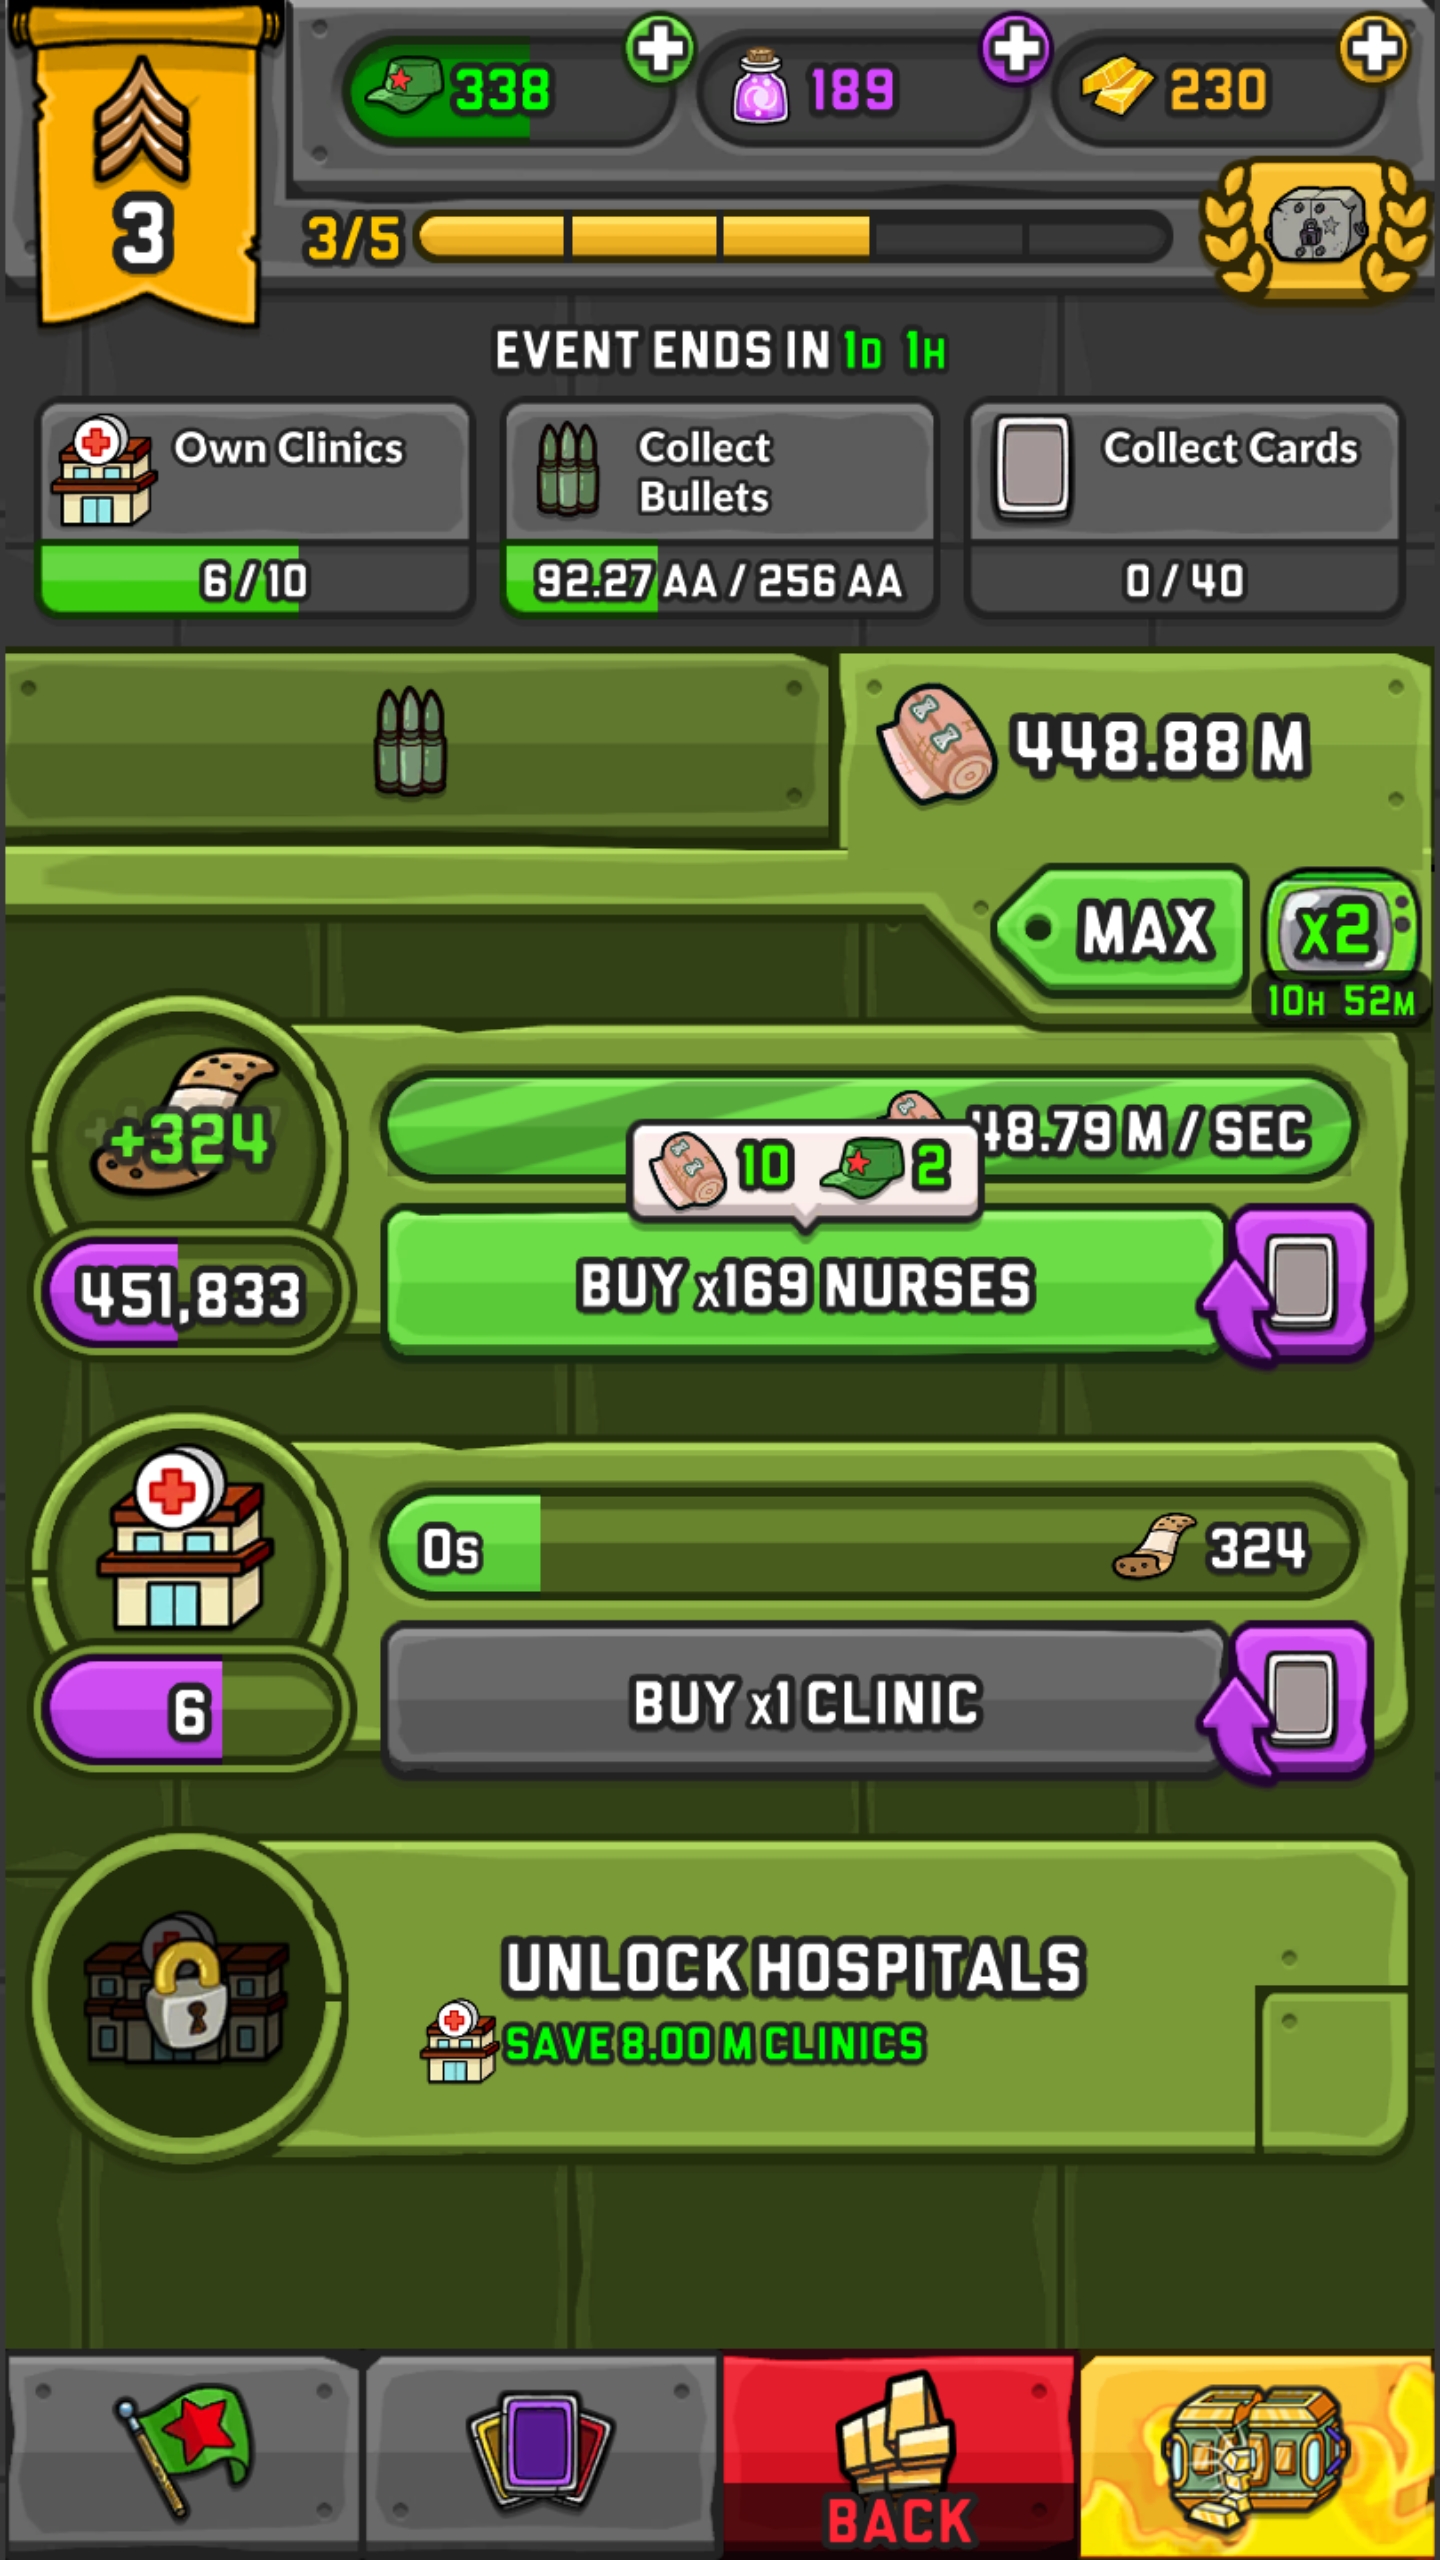 338
189
230
3
3/5
EVENT ENDS IN 1D 1H
Own Clinics
Collect
Bullets
Collect Cards
6/10
92.27 AA / 256 AA
0 / 40
448.88 M
MAX
x2
10H 52M
+324
48.79 M / SEC
10
2
451,833
BUY x169 NURSES
0s
324
6
BUY x1 CLINIC
UNLOCK HOSPITALS
SAVE 8.00 M CLINICS
BACK